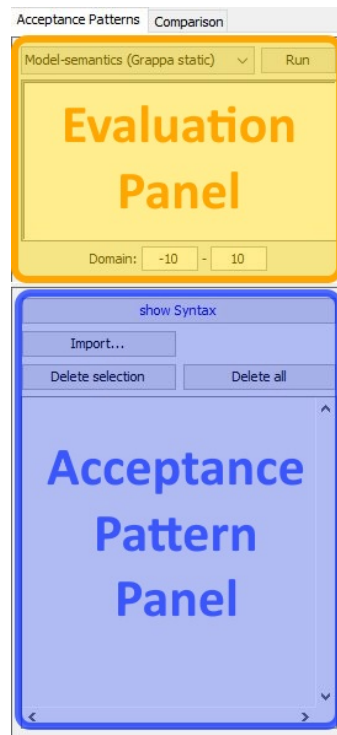 Acceptance Patterns Comparison
Model-semantics (Grappa static) Run
Evaluation
Panel
Domain: -10 - 10
show Syntax
Import...
Delete selection Delete all
Acceptance
Pattern
Panel